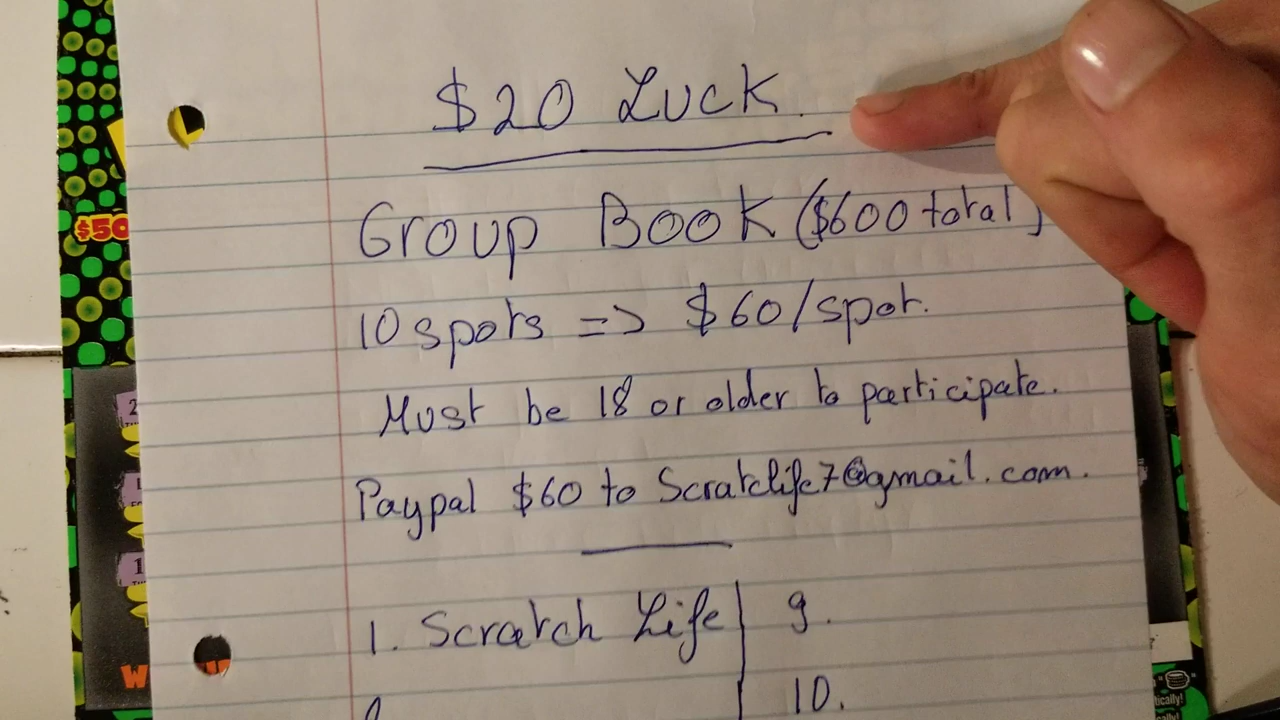 $20 Luck.
Group Book ($600 total)
10 spots => $60/spot.
Must be 18 or older to participate.
Paypal $60 to Scratchlife7@gmail.com.
1. Scratch Life
9.
10.
$50